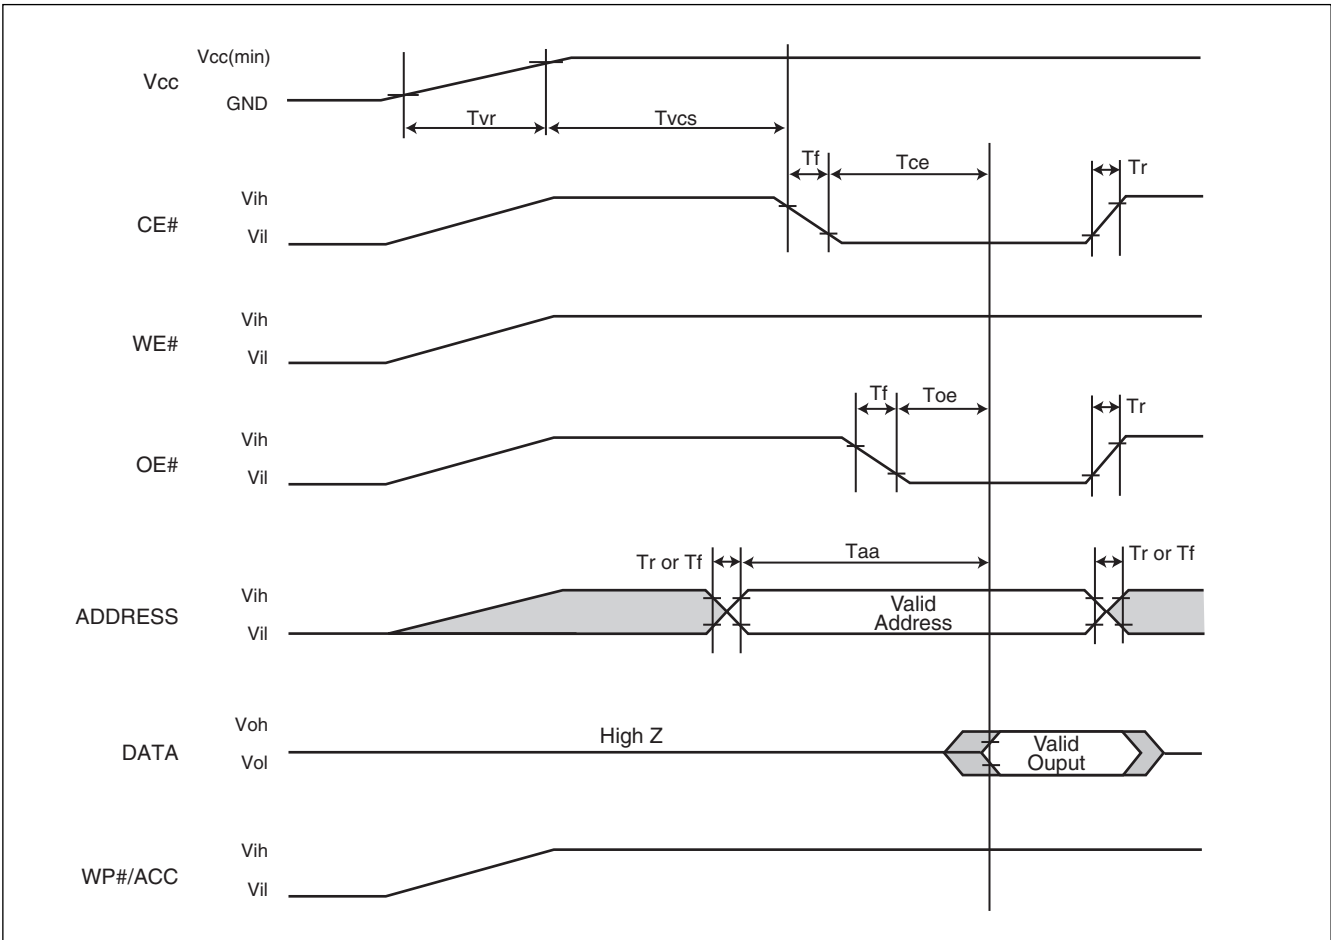 Vcc
Vcc(min)
GND
Tvr
Tvcs
Tf
Tce
Tr
CE#
Vih
Vil
WE#
Vih
Vil
Tf
Toe
Tr
OE#
Vih
Vil
Tr or Tf
Taa
Tr or Tf
ADDRESS
Vih
Vil
Valid
Address
DATA
Voh
Vol
High Z
Valid
Ouput
WP#/ACC
Vih
Vil